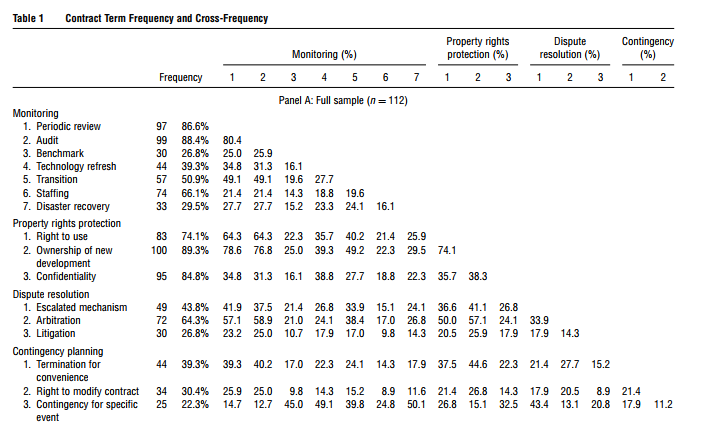 Table 1 Contract Term Frequency and Cross-Frequency
Property rights Dispute Contingency
Monitoring (%) protection (%) resolution (%) (%)
Frequency 1 2 3 4 5 6 7 1 2 3 1 2 3 1 2
Panel A: Full sample (n = 112)
Monitoring
1. Periodic review 97 86.6%
2. Audit 99 88.4% 80.4
3. Benchmark 30 26.8% 25.0 25.9
4. Technology refresh 44 39.3% 34.8 31.3 16.1
5. Transition 57 50.9% 49.1 49.1 19.6 27.7
6. Staffing 74 66.1% 21.4 21.4 14.3 18.8 19.6
7. Disaster recovery 33 29.5% 27.7 27.7 15.2 23.3 24.1 16.1
Property rights protection
1. Right to use 83 74.1% 64.3 64.3 22.3 35.7 40.2 21.4 25.9
2. Ownership of new 100 89.3% 78.6 76.8 25.0 39.3 49.2 22.3 29.5 74.1
development
3. Confidentiality 95 84.8% 34.8 31.3 16.1 38.8 27.7 18.8 22.3 35.7 38.3
Dispute resolution
1. Escalated mechanism 49 43.8% 41.9 37.5 21.4 26.8 33.9 15.1 24.1 36.6 41.1 26.8
2. Arbitration 72 64.3% 57.1 58.9 21.0 24.1 38.4 17.0 26.8 50.0 57.1 24.1 33.9
3. Litigation 30 26.8% 23.2 25.0 10.7 17.9 17.0 9.8 14.3 20.5 25.9 17.9 17.9 14.3
Contingency planning
1. Termination for 44 39.3% 39.3 40.2 17.0 22.3 24.1 14.3 17.9 37.5 44.6 22.3 21.4 27.7 15.2
convenience
2. Right to modify contract 34 30.4% 25.9 25.0 9.8 14.3 15.2 8.9 11.6 21.4 26.8 14.3 17.9 20.5 8.9 21.4
3. Contingency for specific 25 22.3% 14.7 12.7 45.0 49.1 39.8 24.8 50.1 26.8 15.1 32.5 43.4 13.1 20.8 17.9 11.2
event